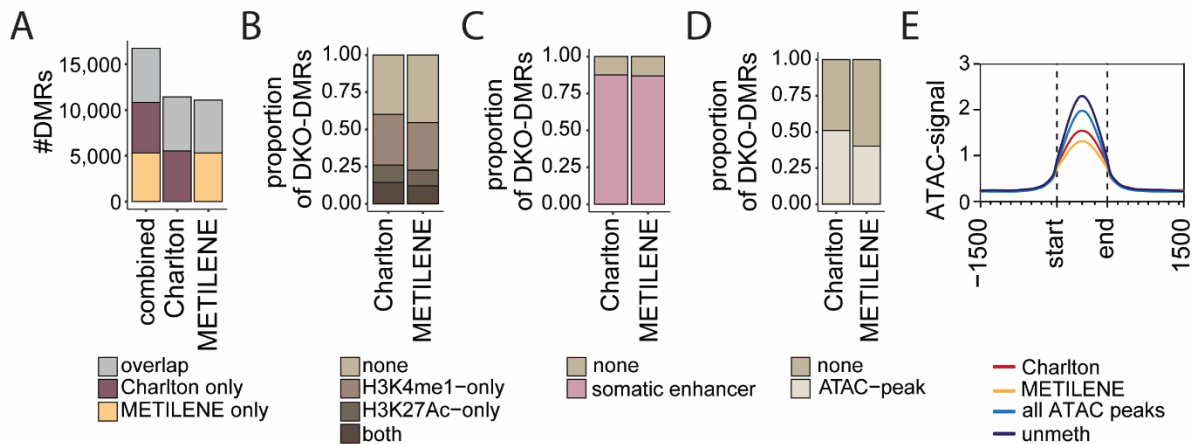 A
#DMRs
15,000
10,000
5,000
0
combined
Charlton
METILENE
overlap
Charlton only
METILENE only
B
proportion
of DKO-DMRs
1.00
0.75
0.50
0.25
0.00
Charlton
METILENE
none
H3K4me1-only
H3K27Ac-only
both
C
proportion
of DKO-DMRs
1.00
0.75
0.50
0.25
0.00
Charlton
METILENE
none
somatic enhancer
D
proportion
of DKO-DMRs
1.00
0.75
0.50
0.25
0.00
Charlton
METILENE
none
ATAC-peak
E
ATAC-signal
3
2
1
0
-1500
start
end
1500
Charlton
METILENE
all ATAC peaks
unmeth